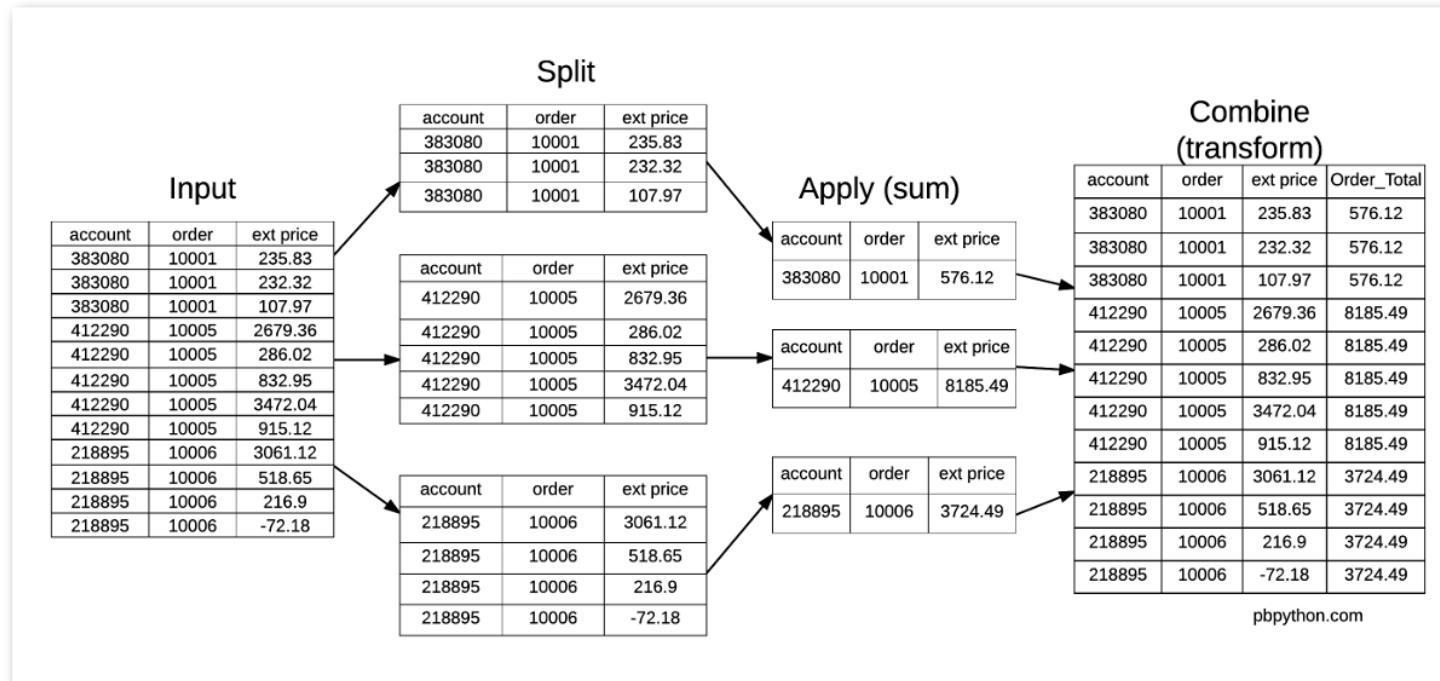 Split
account order ext price
383080 10001 235.83
383080 10001 232.32
383080 10001 107.97
Input
account order ext price
383080 10001 235.83
383080 10001 232.32
383080 10001 107.97
412290 10005 2679.36
412290 10005 286.02
412290 10005 832.95
412290 10005 3472.04
412290 10005 915.12
218895 10006 3061.12
218895 10006 518.65
218895 10006 216.9
218895 10006 -72.18
account order ext price
412290 10005 2679.36
412290 10005 286.02
412290 10005 832.95
412290 10005 3472.04
412290 10005 915.12
account order ext price
218895 10006 3061.12
218895 10006 518.65
218895 10006 216.9
218895 10006 -72.18
Apply (sum)
account order ext price
383080 10001 576.12
account order ext price
412290 10005 8185.49
account order ext price
218895 10006 3724.49
Combine
(transform)
account order ext price Order_Total
383080 10001 235.83 576.12
383080 10001 232.32 576.12
383080 10001 107.97 576.12
412290 10005 2679.36 8185.49
412290 10005 286.02 8185.49
412290 10005 832.95 8185.49
412290 10005 3472.04 8185.49
412290 10005 915.12 8185.49
218895 10006 3061.12 3724.49
218895 10006 518.65 3724.49
218895 10006 216.9 3724.49
218895 10006 -72.18 3724.49
pbpython.com